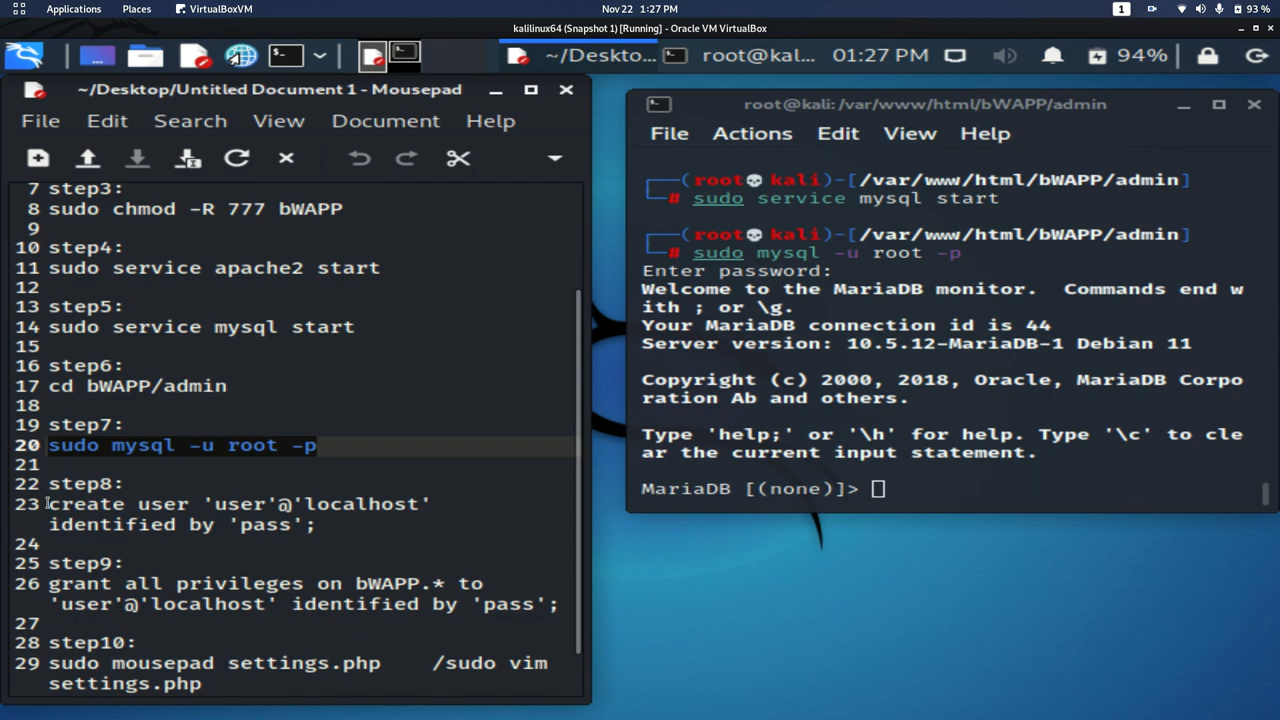 Applications Places VirtualBoxVM Nov 22 1:27 PM 1 93 %
kalilinux64 (Snapshot 1) [Running] - Oracle VM VirtualBox
~/Deskto... root@kal... 01:27 PM 94%
~/Desktop/Untitled Document 1 - Mousepad
File Edit Search View Document Help
7 step3:
8 sudo chmod -R 777 bWAPP
9
10 step4:
11 sudo service apache2 start
12
13 step5:
14 sudo service mysql start
15
16 step6:
17 cd bWAPP/admin
18
19 step7:
20 sudo mysql -u root -p
21
22 step8:
23 create user 'user'@'localhost'
identified by 'pass';
24
25 step9:
26 grant all privileges on bWAPP.* to
'user'@'localhost' identified by 'pass';
27
28 step10:
29 sudo mousepad settings.php /sudo vim
settings.php
root@kali: /var/www/html/bWAPP/admin
File Actions Edit View Help
┌──(root💀kali)-[/var/www/html/bWAPP/admin]
└─# sudo service mysql start
┌──(root💀kali)-[/var/www/html/bWAPP/admin]
└─# sudo mysql -u root -p
Enter password:
Welcome to the MariaDB monitor.  Commands end w
ith ; or \g.
Your MariaDB connection id is 44
Server version: 10.5.12-MariaDB-1 Debian 11
Copyright (c) 2000, 2018, Oracle, MariaDB Corpo
ration Ab and others.
Type 'help;' or '\h' for help. Type '\c' to cle
ar the current input statement.
MariaDB [(none)]>